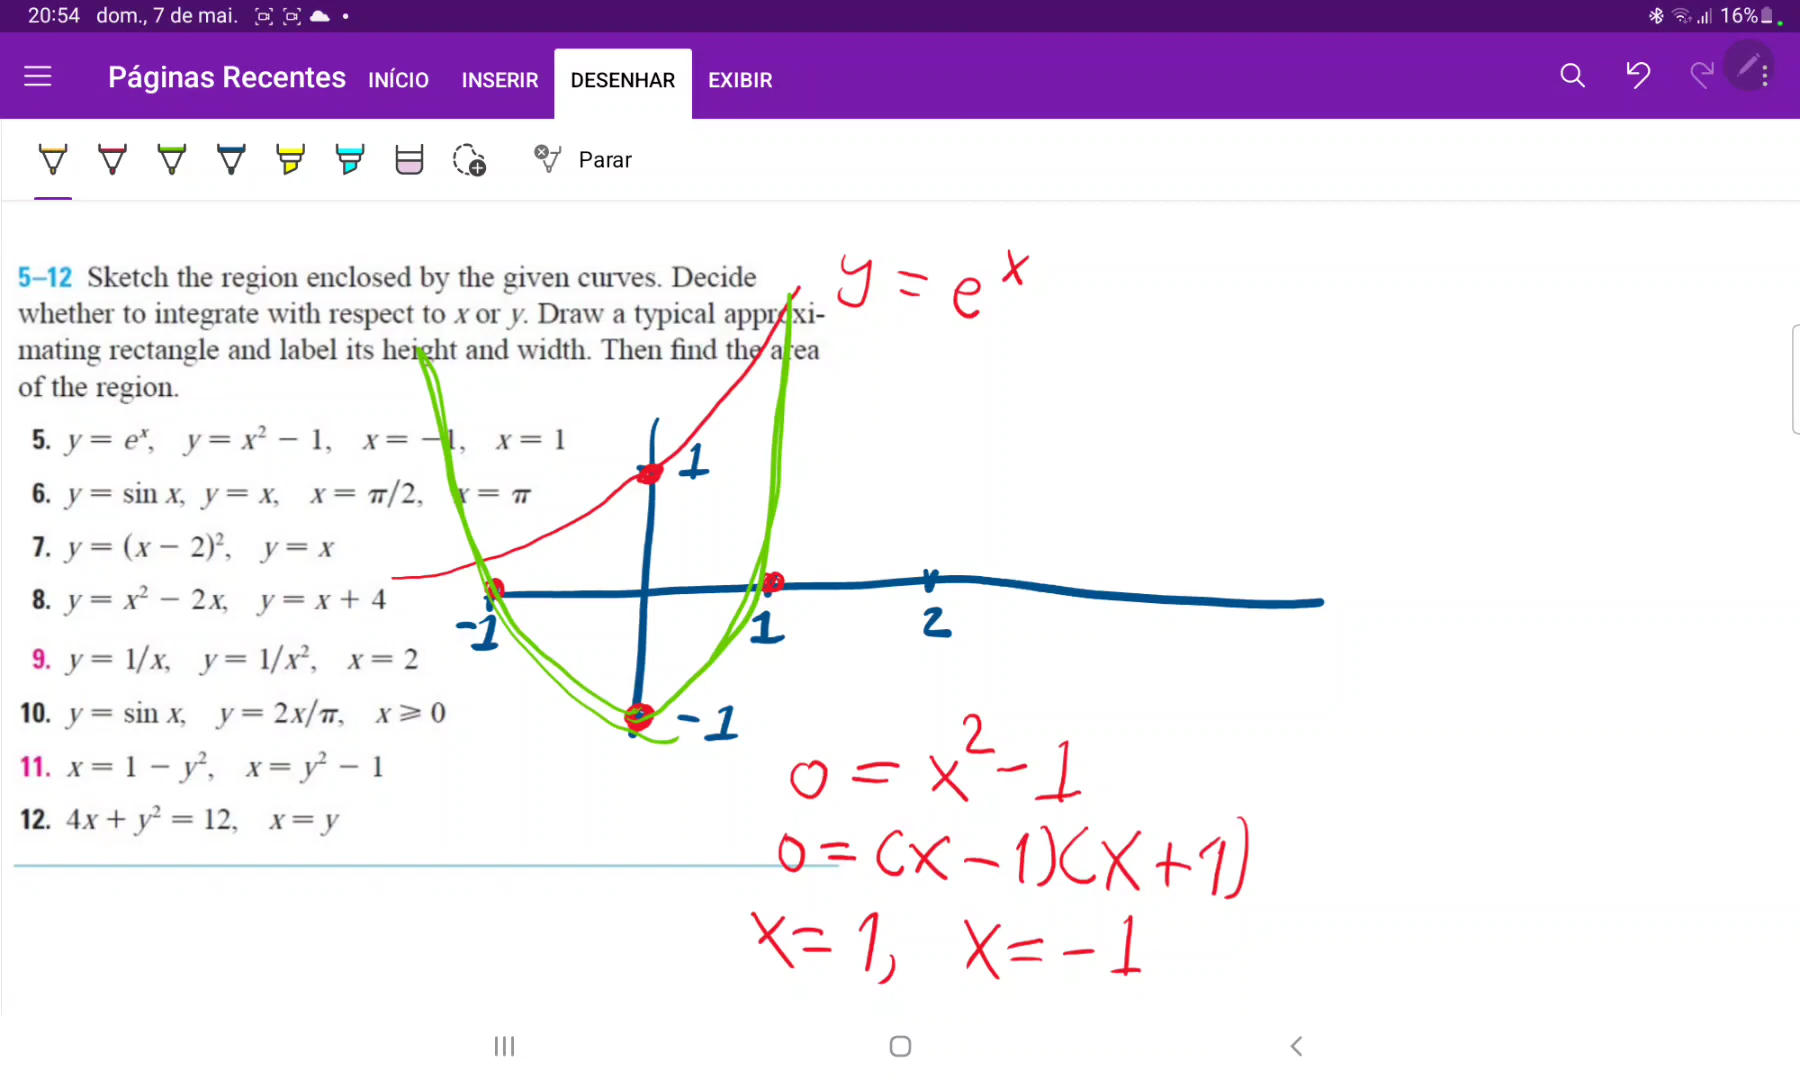 20:54 dom., 7 de mai. 16%
Páginas Recentes INÍCIO INSERIR DESENHAR EXIBIR
Parar
5–12 Sketch the region enclosed by the given curves. Decide
whether to integrate with respect to x or y. Draw a typical approxi-
mating rectangle and label its height and width. Then find the area
of the region.
y = e^x
5. y = e^x, y = x² − 1, x = −1, x = 1
6. y = sin x, y = x, x = π/2, x = π
7. y = (x − 2)², y = x
8. y = x² − 2x, y = x + 4
9. y = 1/x, y = 1/x², x = 2
10. y = sin x, y = 2x/π, x ⩾ 0
11. x = 1 − y², x = y² − 1
12. 4x + y² = 12, x = y
1
-1 1 2
-1
0 = x² - 1
0 = (x - 1)(x + 1)
x = 1, x = -1